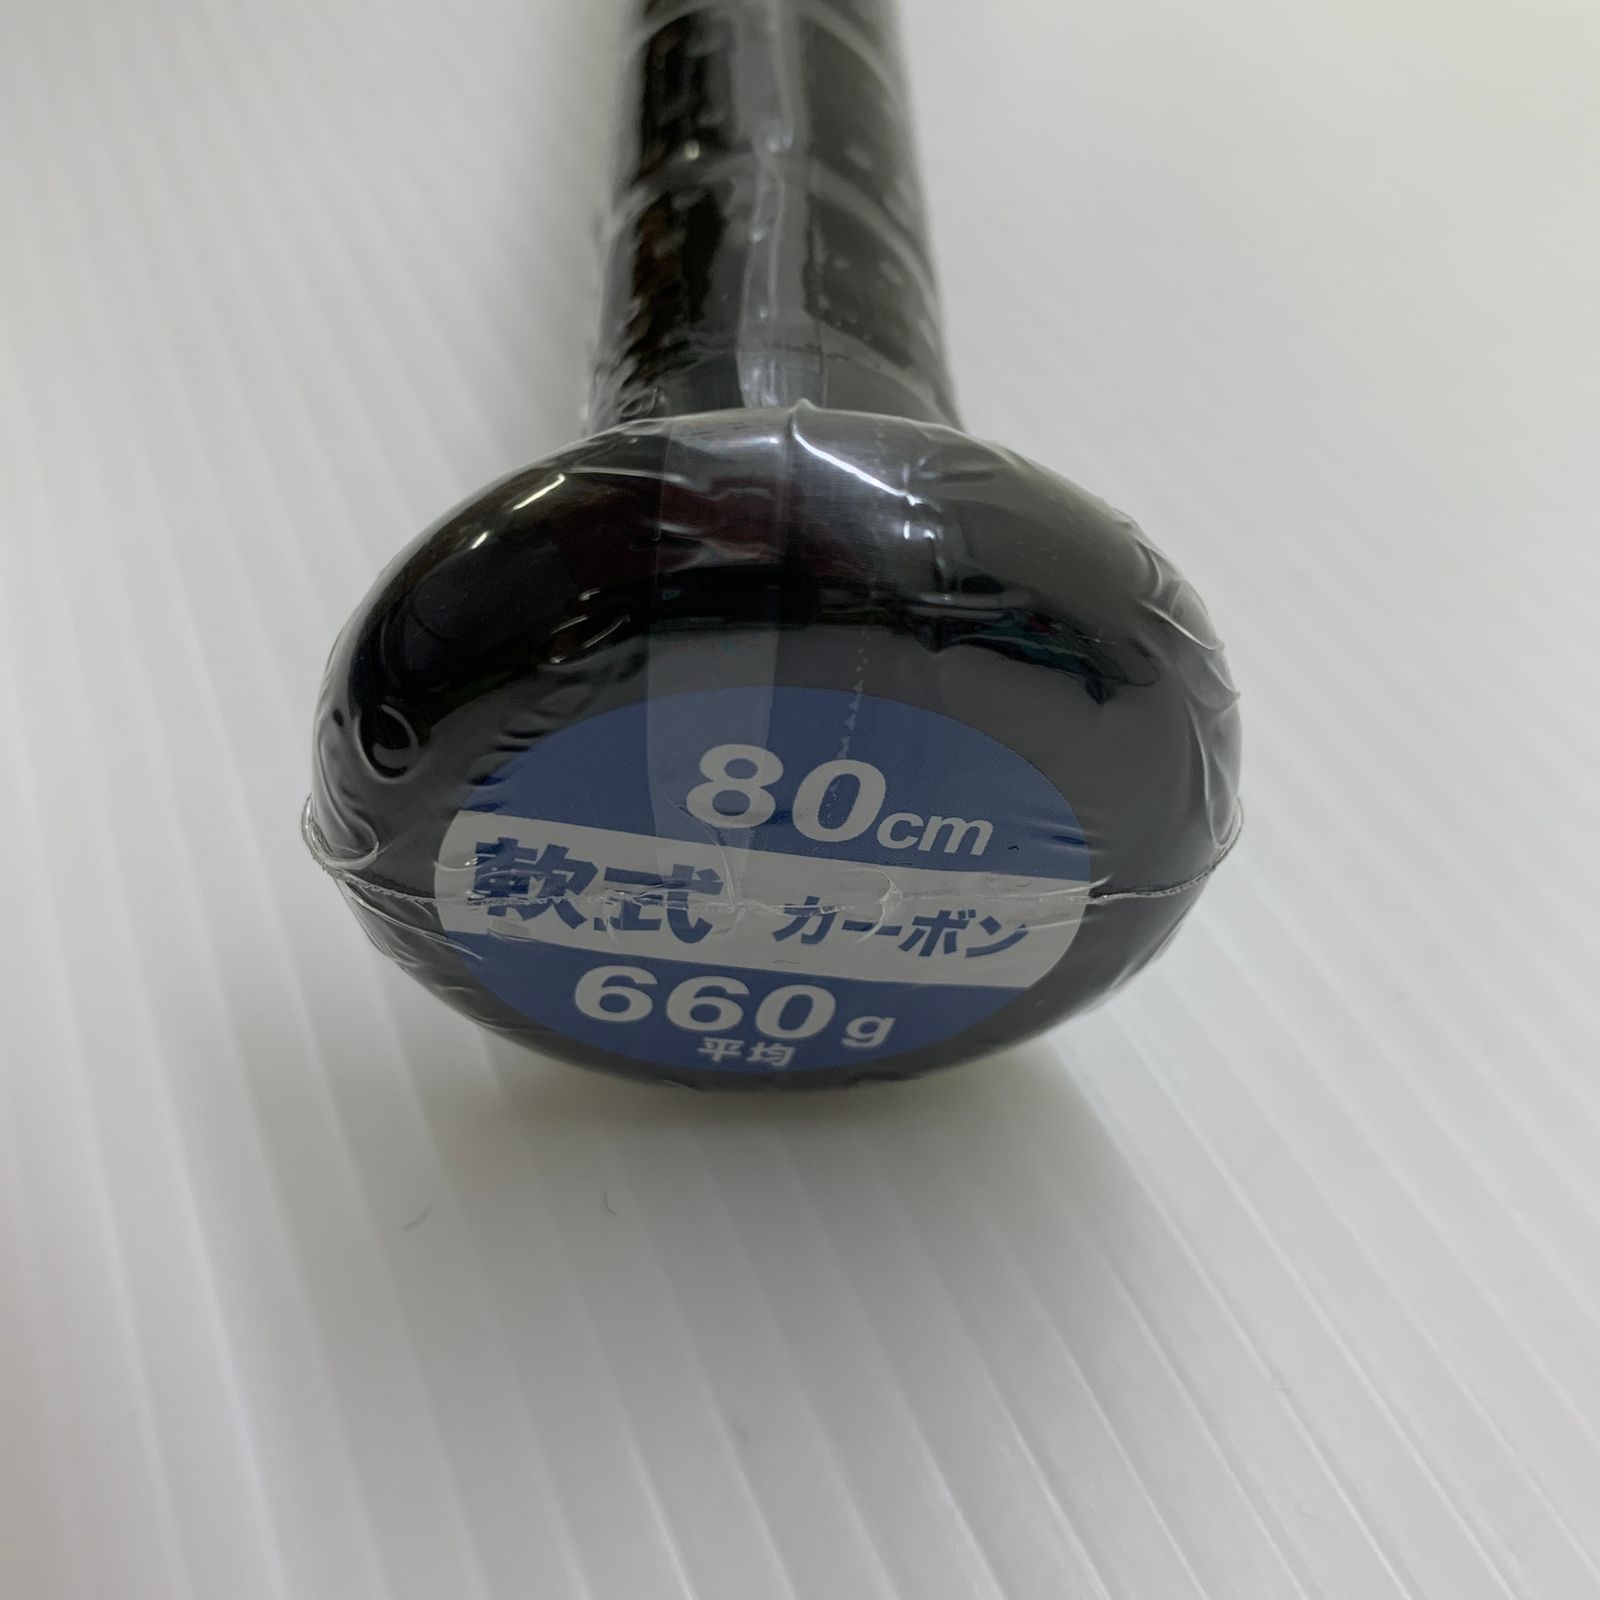 80cm
軟式 カーボン
660g
平均